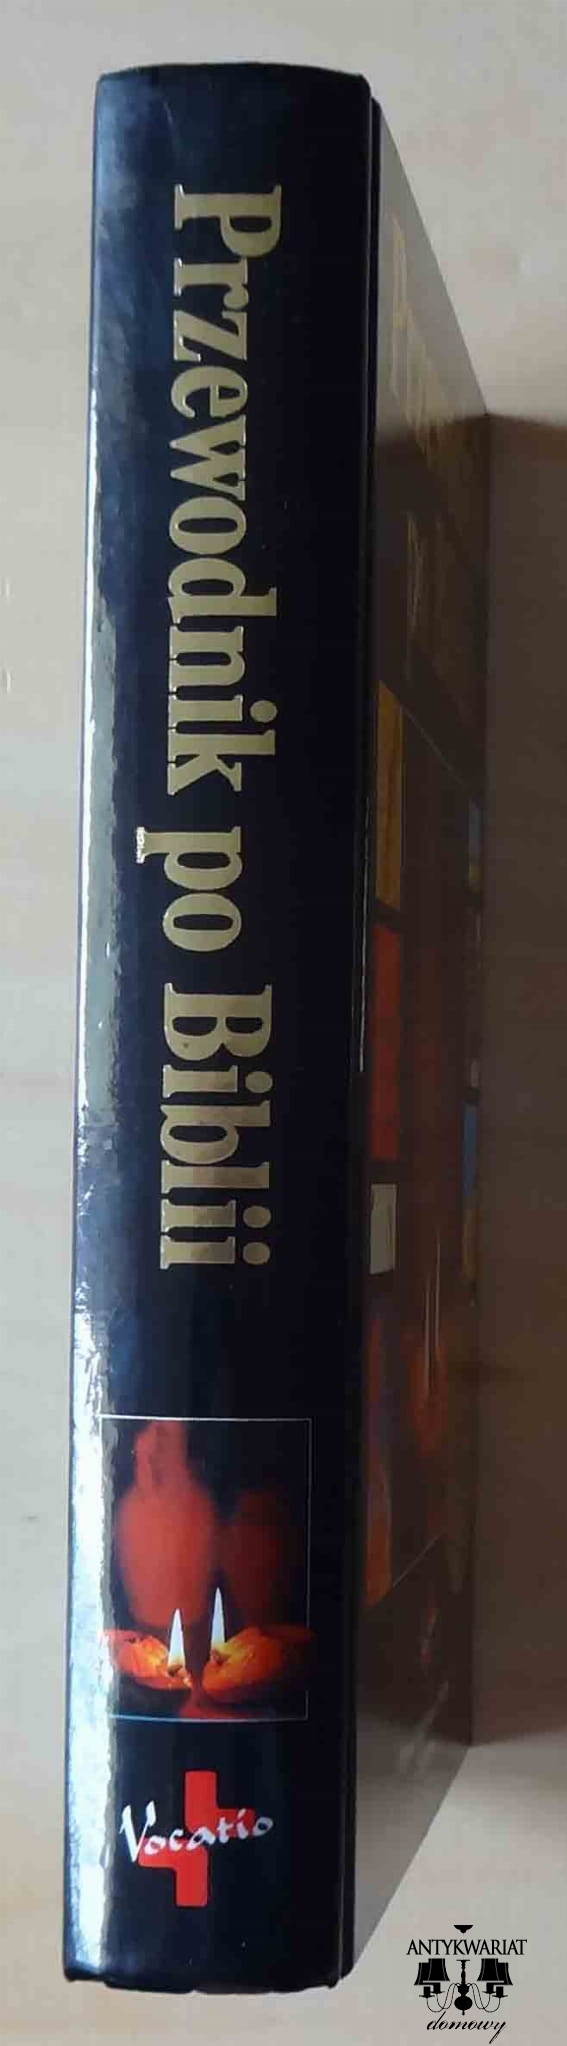 Przewodnik po Biblii
Vocatio
ANTYKWARIAT
domowy